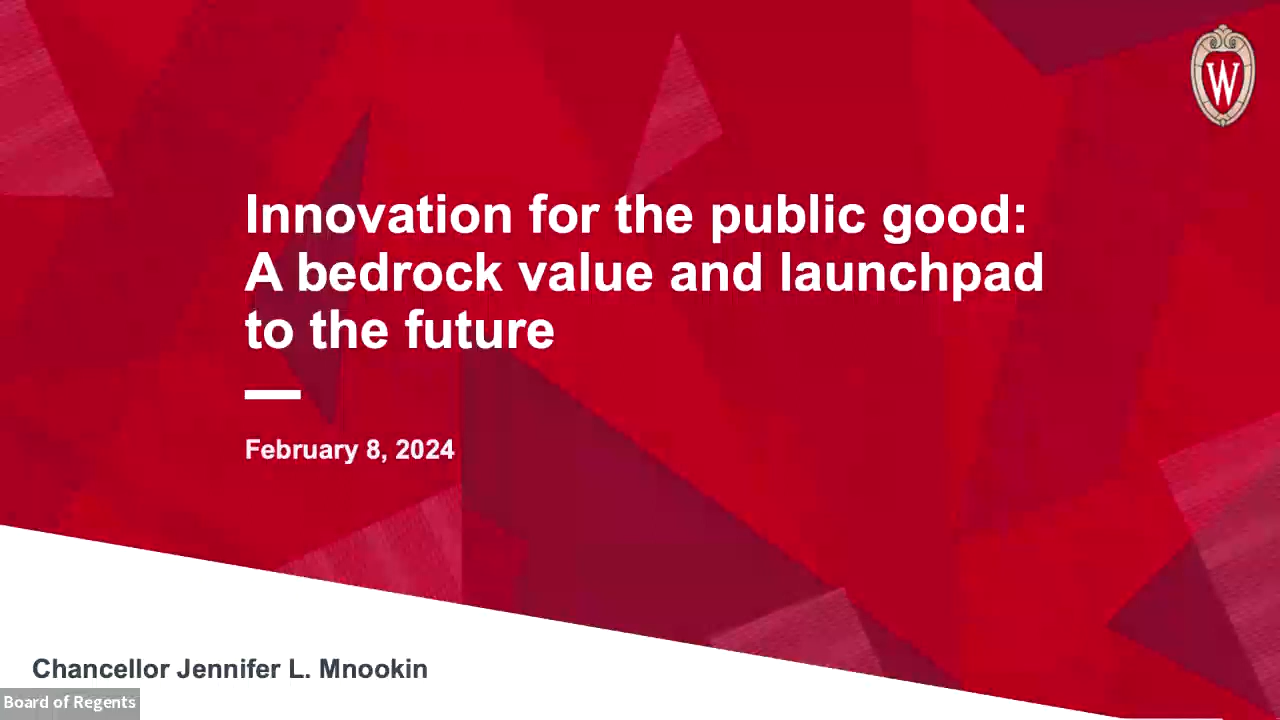 W
Innovation for the public good:
A bedrock value and launchpad
to the future
February 8, 2024
Chancellor Jennifer L. Mnookin
Board of Regents